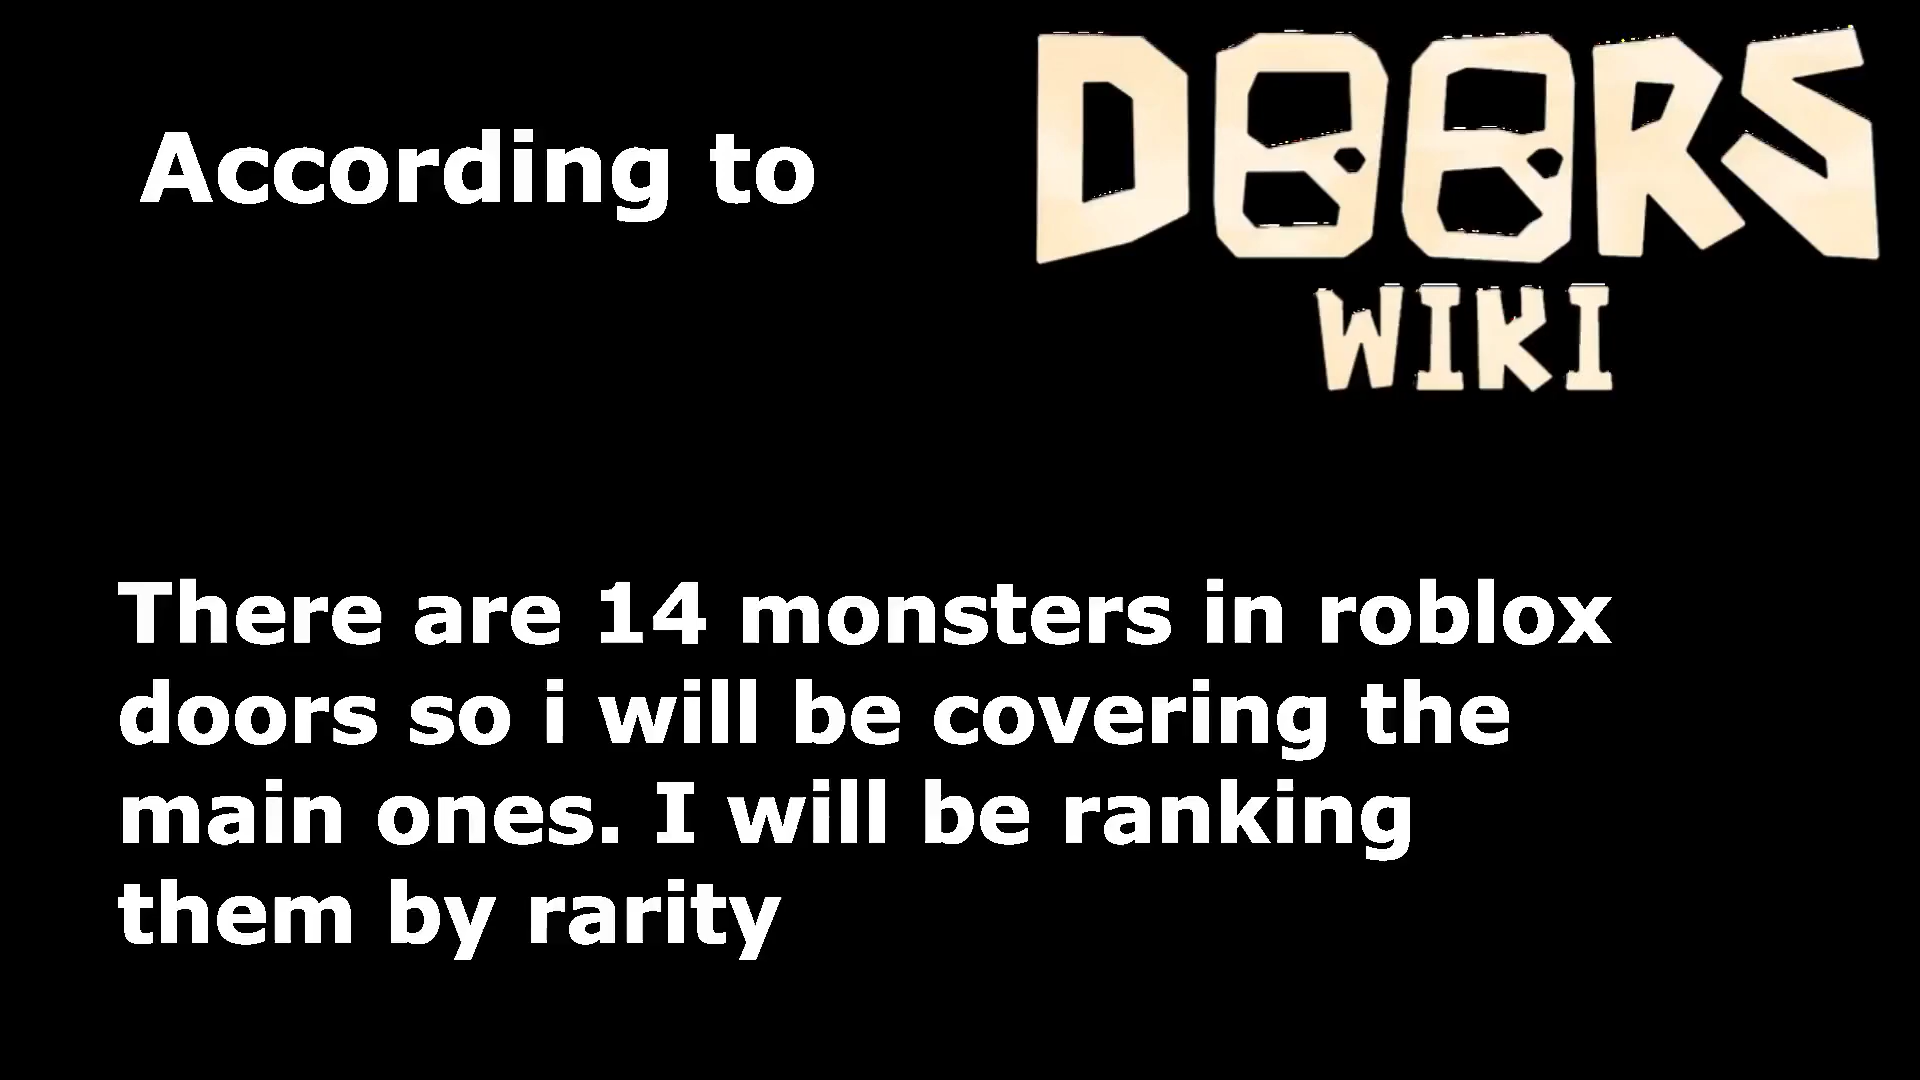 According to
DOORS
WIKI
There are 14 monsters in roblox
doors so i will be covering the
main ones. I will be ranking
them by rarity